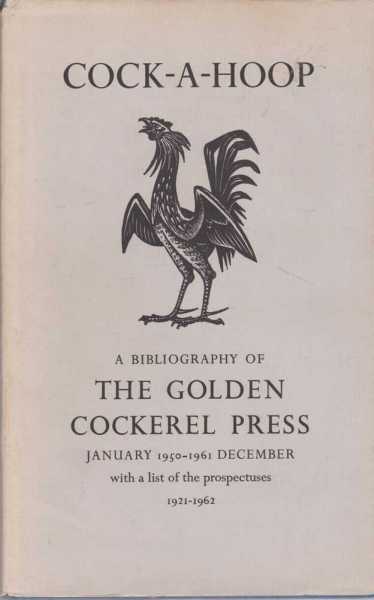 COCK-A-HOOP
A BIBLIOGRAPHY OF
THE GOLDEN
COCKEREL PRESS
JANUARY 1950-1961 DECEMBER
with a list of the prospectuses
1921-1962